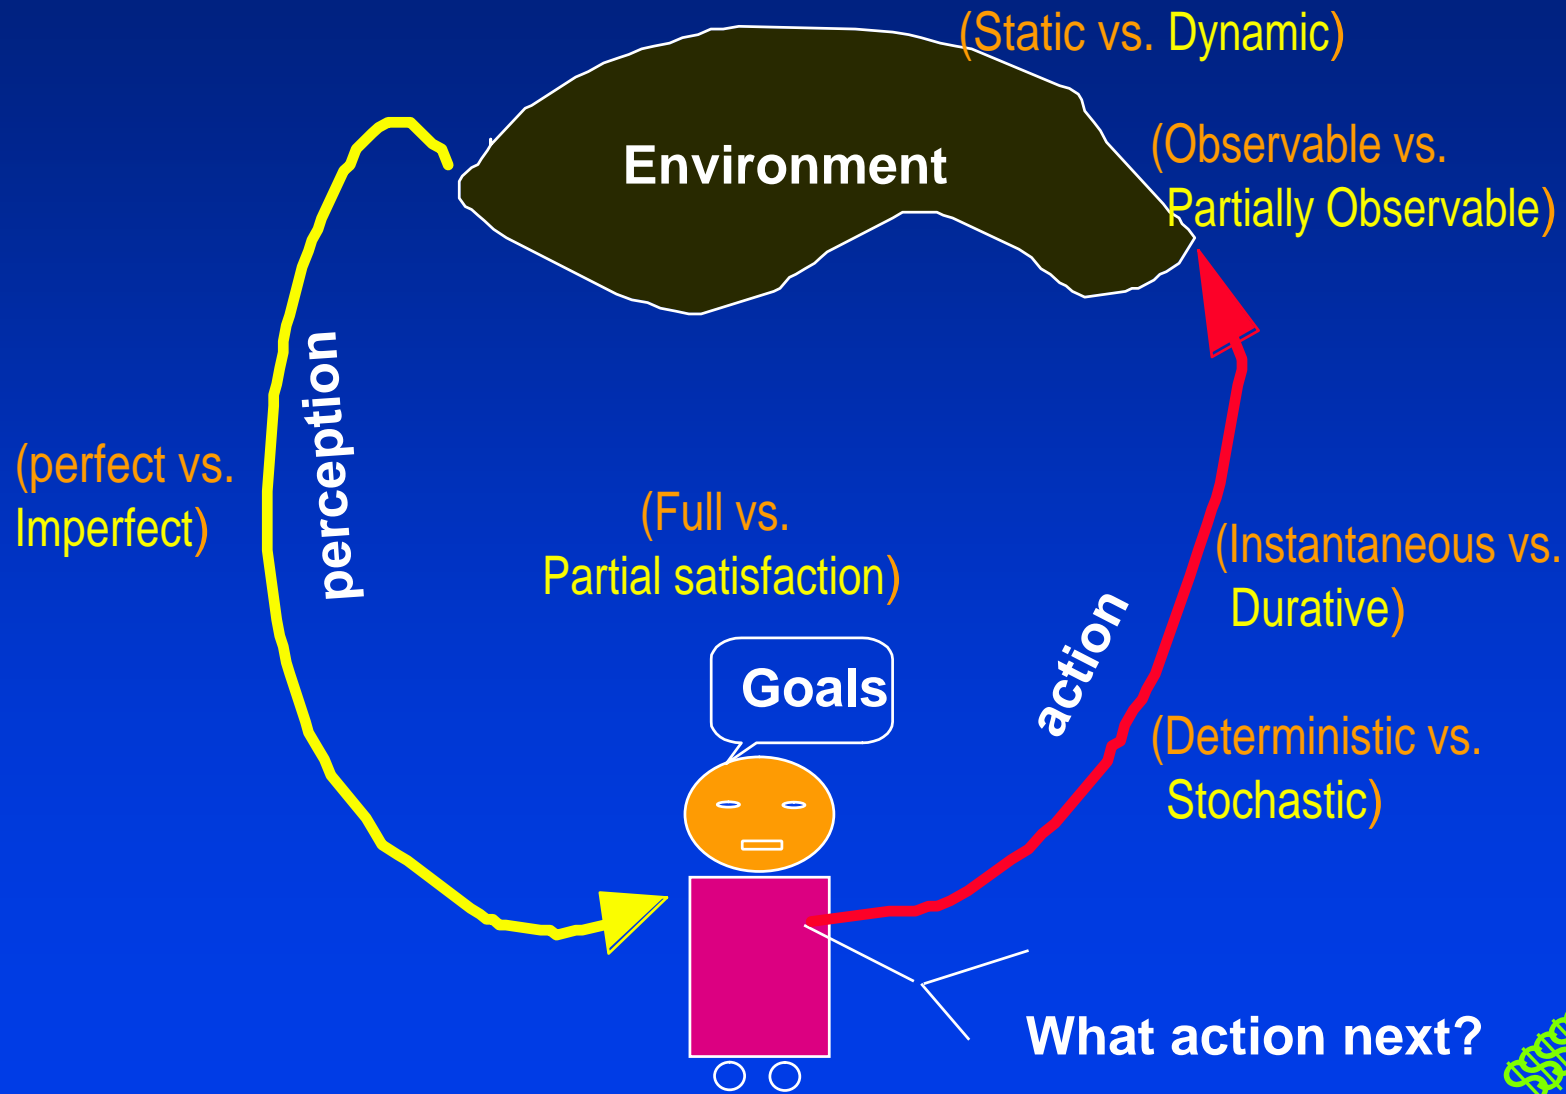 (Static vs. Dynamic)
Environment
(Observable vs.
Partially Observable)
perception
(perfect vs.
Imperfect)
(Full vs.
Partial satisfaction)
(Instantaneous vs.
Durative)
action
Goals
(Deterministic vs.
Stochastic)
What action next?